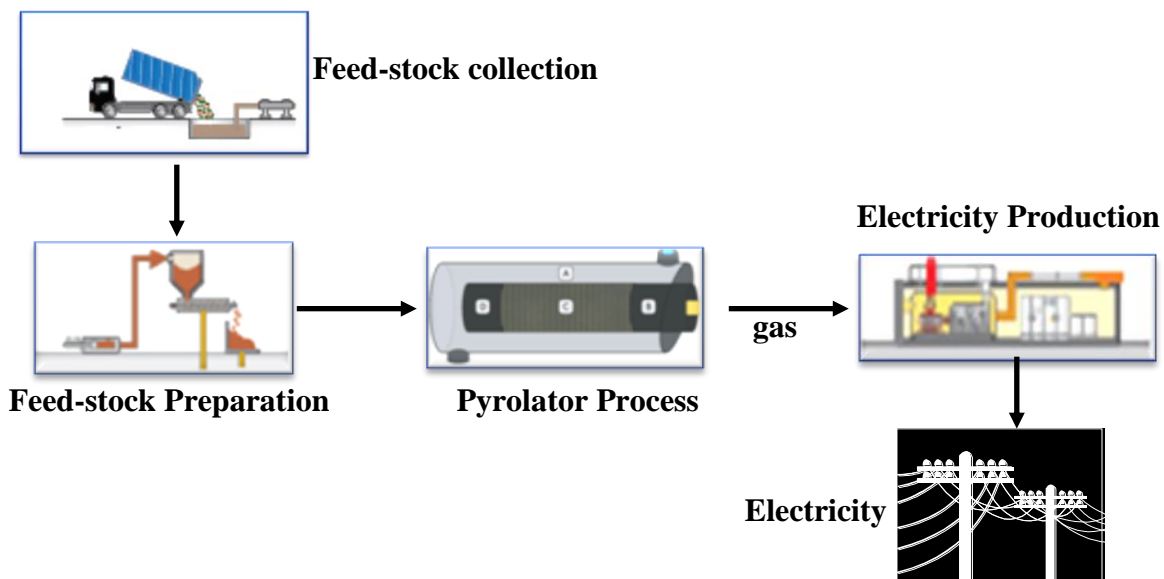 Feed-stock collection
Electricity Production
A
D
C
B
gas
Feed-stock Preparation
Pyrolator Process
Electricity